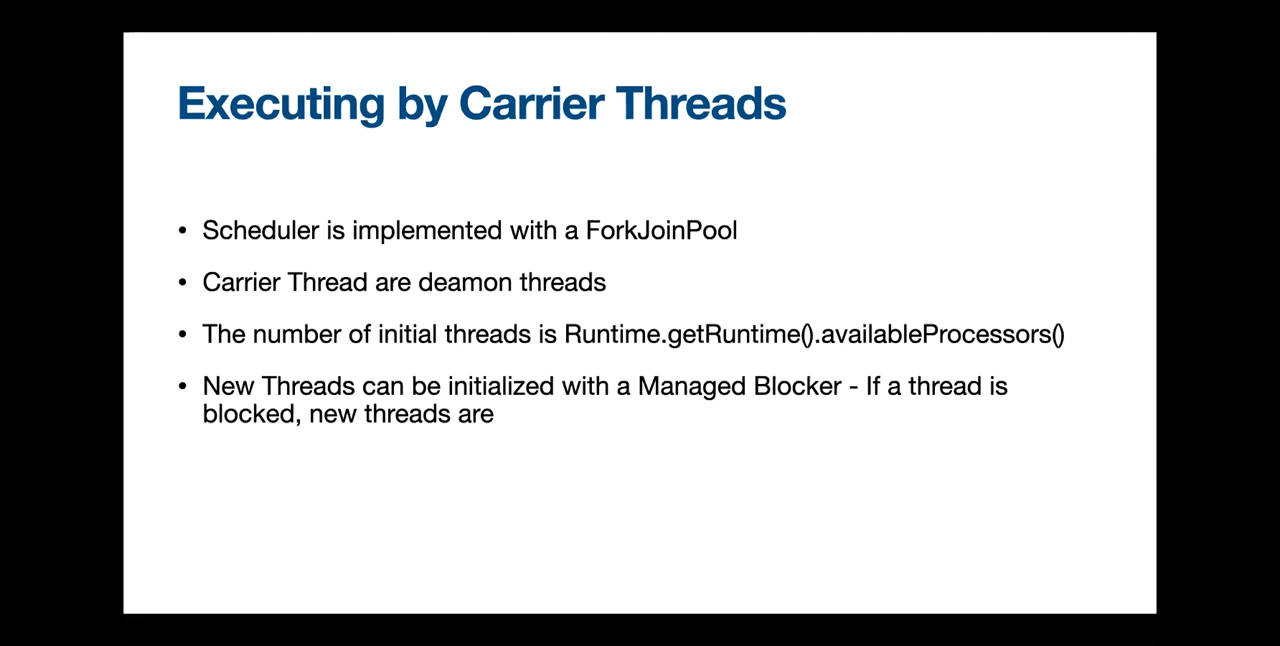 Executing by Carrier Threads
• Scheduler is implemented with a ForkJoinPool
• Carrier Thread are deamon threads
• The number of initial threads is Runtime.getRuntime().availableProcessors()
• New Threads can be initialized with a Managed Blocker - If a thread is
blocked, new threads are